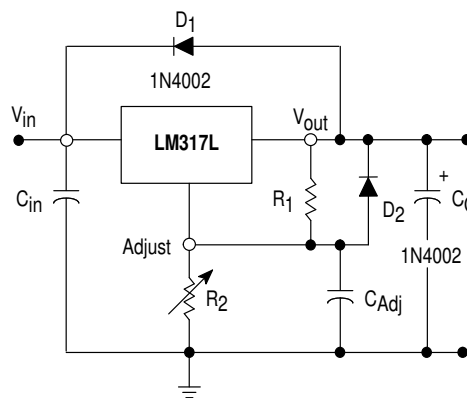 D1
1N4002
Vin
LM317L
Vout
Cin
R1
D2
+
CO
1N4002
Adjust
R2
CAdj